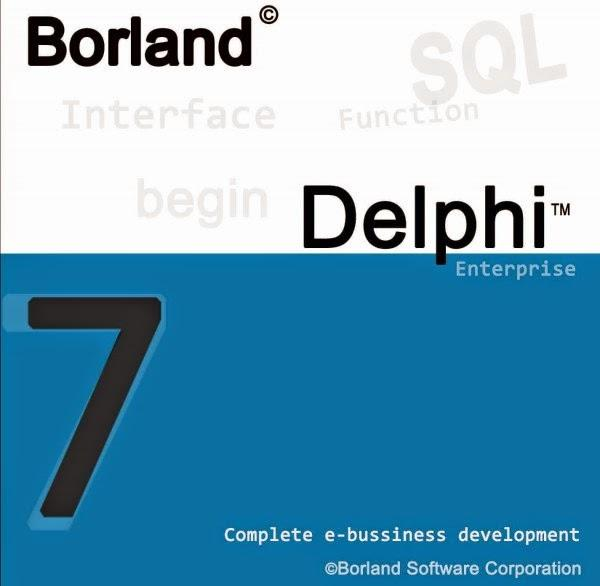 Borland©
SQL
Interface
Function
begin
Delphi™
Enterprise
7
Complete e-bussiness development
©Borland Software Corporation